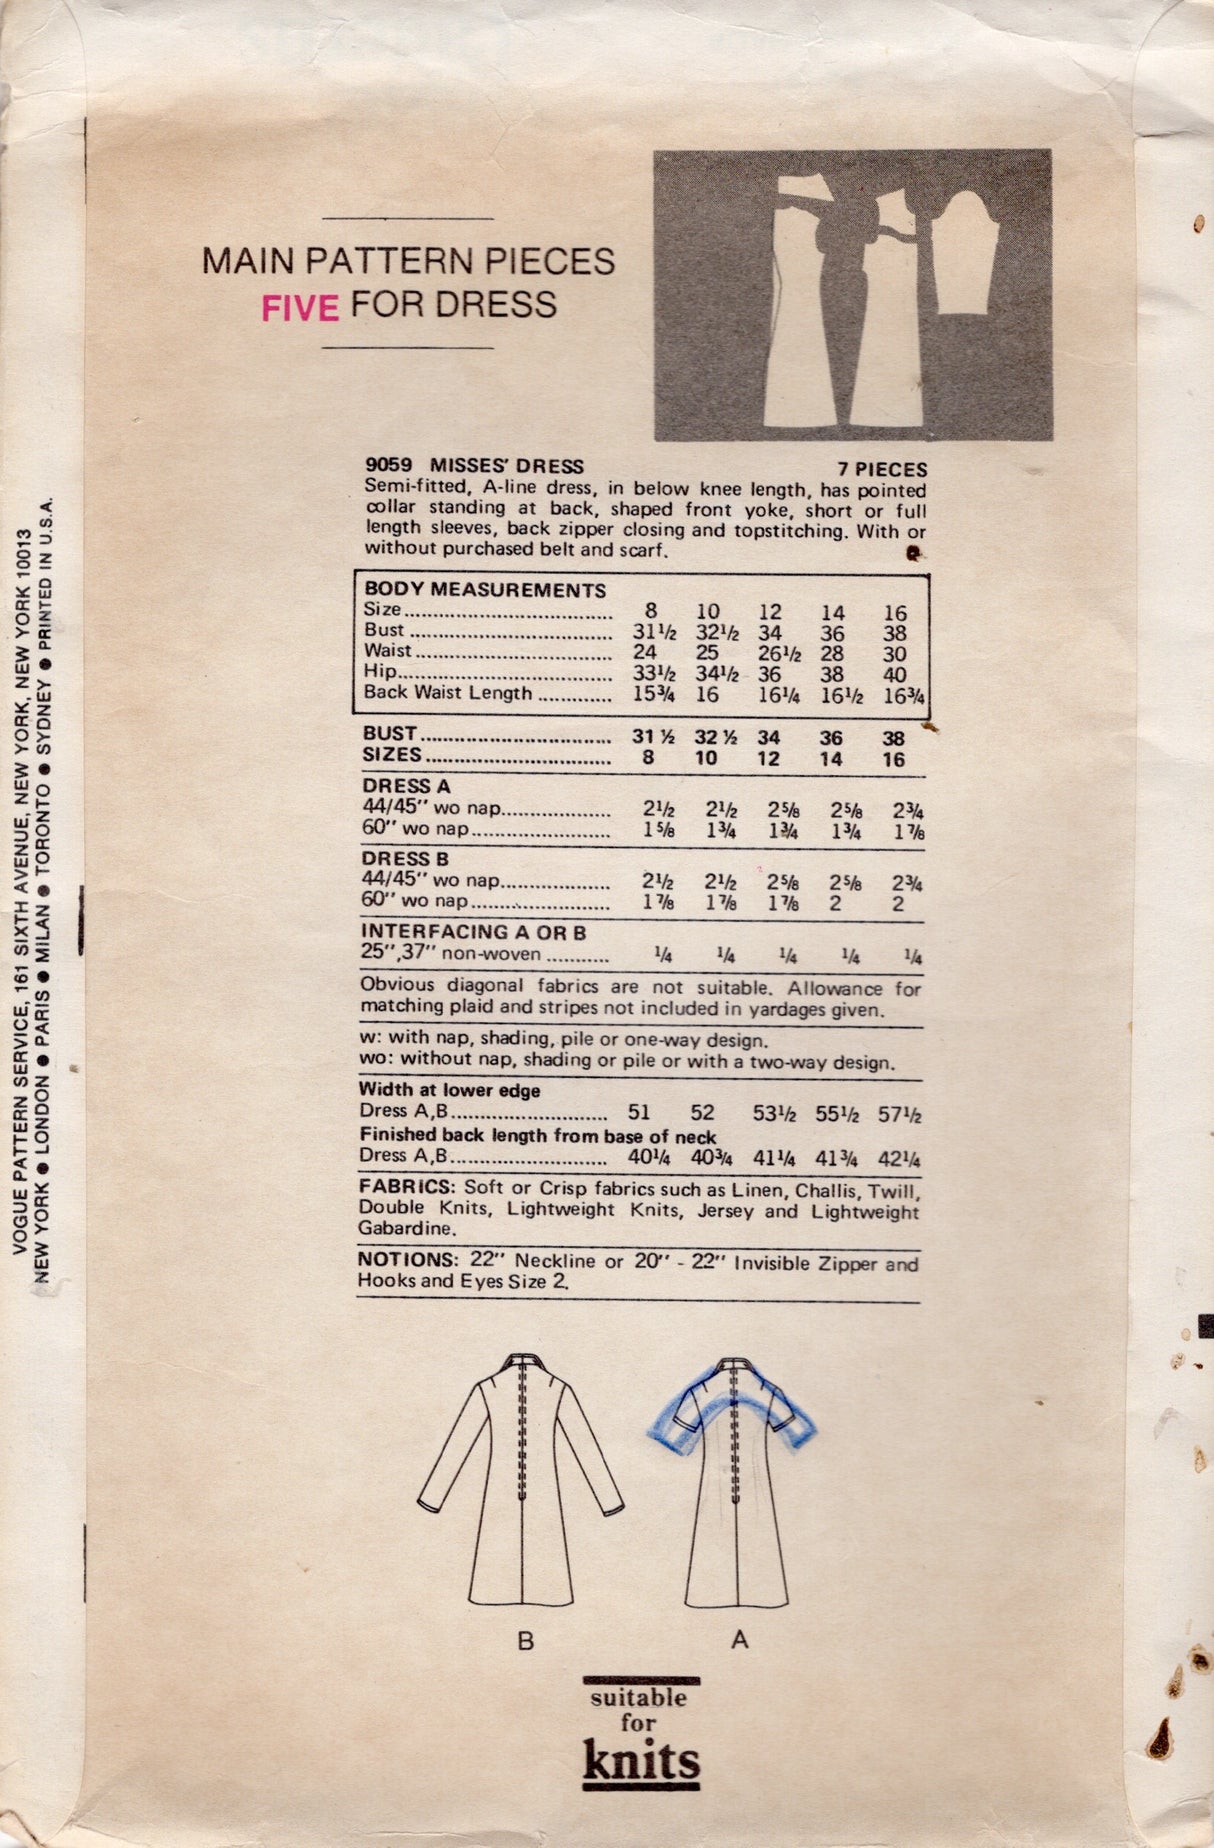 MAIN PATTERN PIECES
FIVE FOR DRESS
9059 MISSES' DRESS 7 PIECES
Semi-fitted, A-line dress, in below knee length, has pointed
collar standing at back, shaped front yoke, short or full
length sleeves, back zipper closing and topstitching. With or
without purchased belt and scarf.
BODY MEASUREMENTS
Size 8 10 12 14 16
Bust 31½ 32½ 34 36 38
Waist 24 25 26½ 28 30
Hip 33½ 34½ 36 38 40
Back Waist Length 15¾ 16 16¼ 16½ 16¾
BUST 31 ½ 32 ½ 34 36 38
SIZES 8 10 12 14 16
DRESS A
44/45" wo nap 2½ 2½ 2⅝ 2⅝ 2¾
60" wo nap 1⅝ 1¾ 1¾ 1¾ 1⅞
DRESS B
44/45" wo nap 2½ 2½ 2⅝ 2⅝ 2¾
60" wo nap 1⅞ 1⅞ 1⅞ 2 2
INTERFACING A OR B
25",37" non-woven ¼ ¼ ¼ ¼ ¼
Obvious diagonal fabrics are not suitable. Allowance for
matching plaid and stripes not included in yardages given.
w: with nap, shading, pile or one-way design.
wo: without nap, shading or pile or with a two-way design.
Width at lower edge
Dress A,B 51 52 53½ 55½ 57½
Finished back length from base of neck
Dress A,B 40¼ 40¾ 41¼ 41¾ 42¼
FABRICS: Soft or Crisp fabrics such as Linen, Challis, Twill,
Double Knits, Lightweight Knits, Jersey and Lightweight
Gabardine.
NOTIONS: 22" Neckline or 20" - 22" Invisible Zipper and
Hooks and Eyes Size 2.
B A
suitable
for
knits
VOGUE PATTERN SERVICE, 161 SIXTH AVENUE, NEW YORK, NEW YORK 10013
NEW YORK ● LONDON ● PARIS ● MILAN ● TORONTO ● SYDNEY ● PRINTED IN U.S.A.